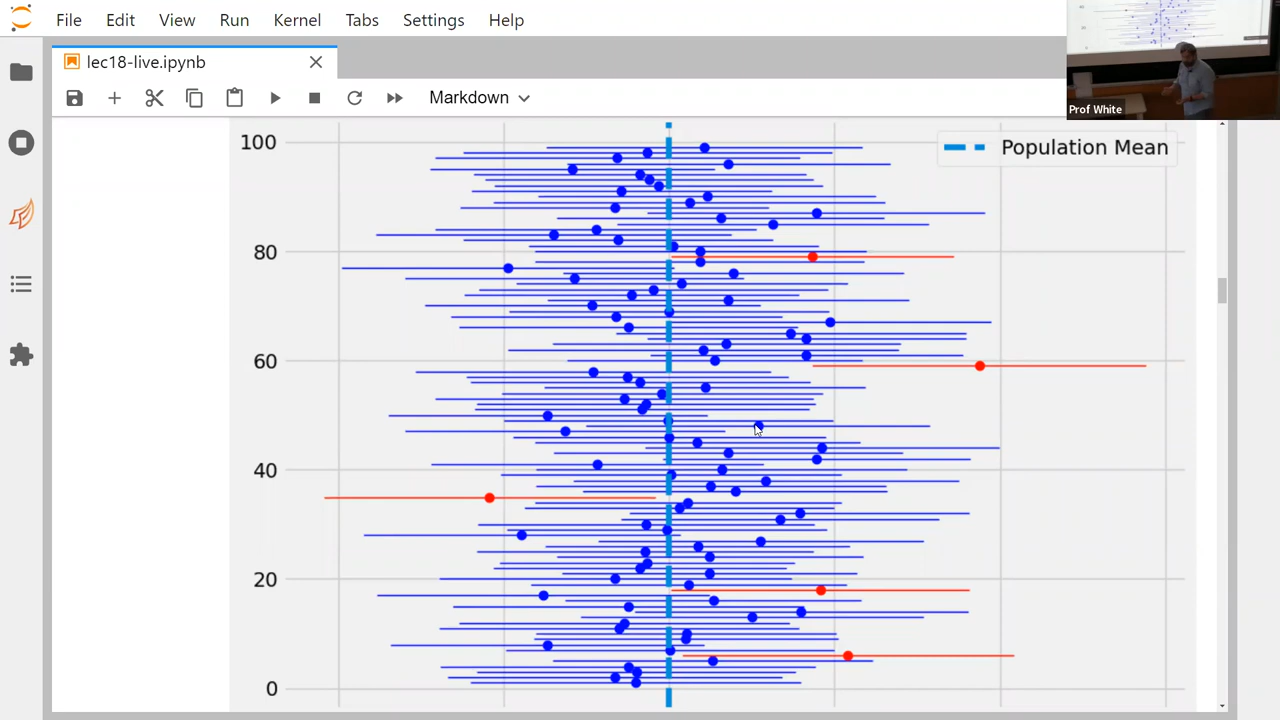 File Edit View Run Kernel Tabs Settings Help
lec18-live.ipynb
Markdown
Prof White
Population Mean
100
80
60
40
20
0